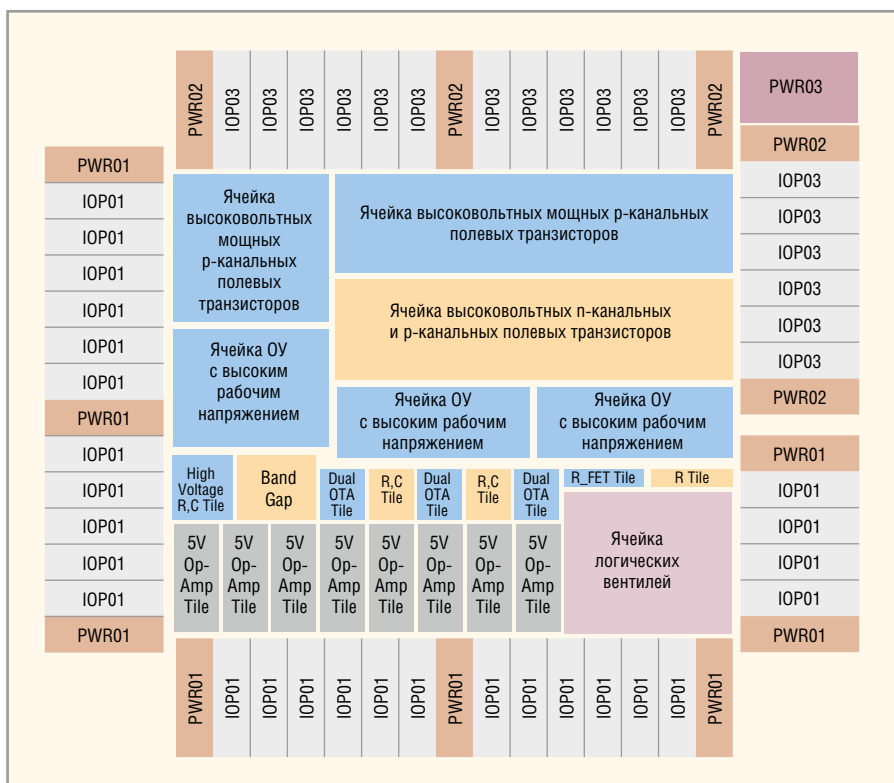 PWR02
IOP03
IOP03
IOP03
IOP03
IOP03
PWR02
IOP03
IOP03
IOP03
IOP03
IOP03
PWR02
PWR03
PWR02
IOP03
IOP03
IOP03
IOP03
IOP03
IOP03
PWR02
PWR01
IOP01
IOP01
IOP01
IOP01
IOP01
IOP01
PWR01
IOP01
IOP01
IOP01
IOP01
IOP01
PWR01
Ячейка
высоковольтных
мощных
p-канальных
полевых
транзисторов
Ячейка высоковольтных мощных p-канальных
полевых транзисторов
Ячейка высоковольтных n-канальных
и p-канальных полевых транзисторов
Ячейка ОУ
с высоким
рабочим
напряжением
Ячейка ОУ
с высоким рабочим
напряжением
Ячейка ОУ
с высоким рабочим
напряжением
High
Voltage
R,C Tile
Band
Gap
Dual
OTA
Tile
R,C
Tile
Dual
OTA
Tile
R,C
Tile
Dual
OTA
Tile
R_FET Tile
R Tile
5V
Op-
Amp
Tile
5V
Op-
Amp
Tile
5V
Op-
Amp
Tile
5V
Op-
Amp
Tile
5V
Op-
Amp
Tile
5V
Op-
Amp
Tile
5V
Op-
Amp
Tile
5V
Op-
Amp
Tile
Ячейка
логических
вентилей
PWR01
IOP01
IOP01
IOP01
IOP01
PWR01
PWR01
IOP01
IOP01
IOP01
IOP01
IOP01
PWR01
IOP01
IOP01
IOP01
IOP01
IOP01
PWR01